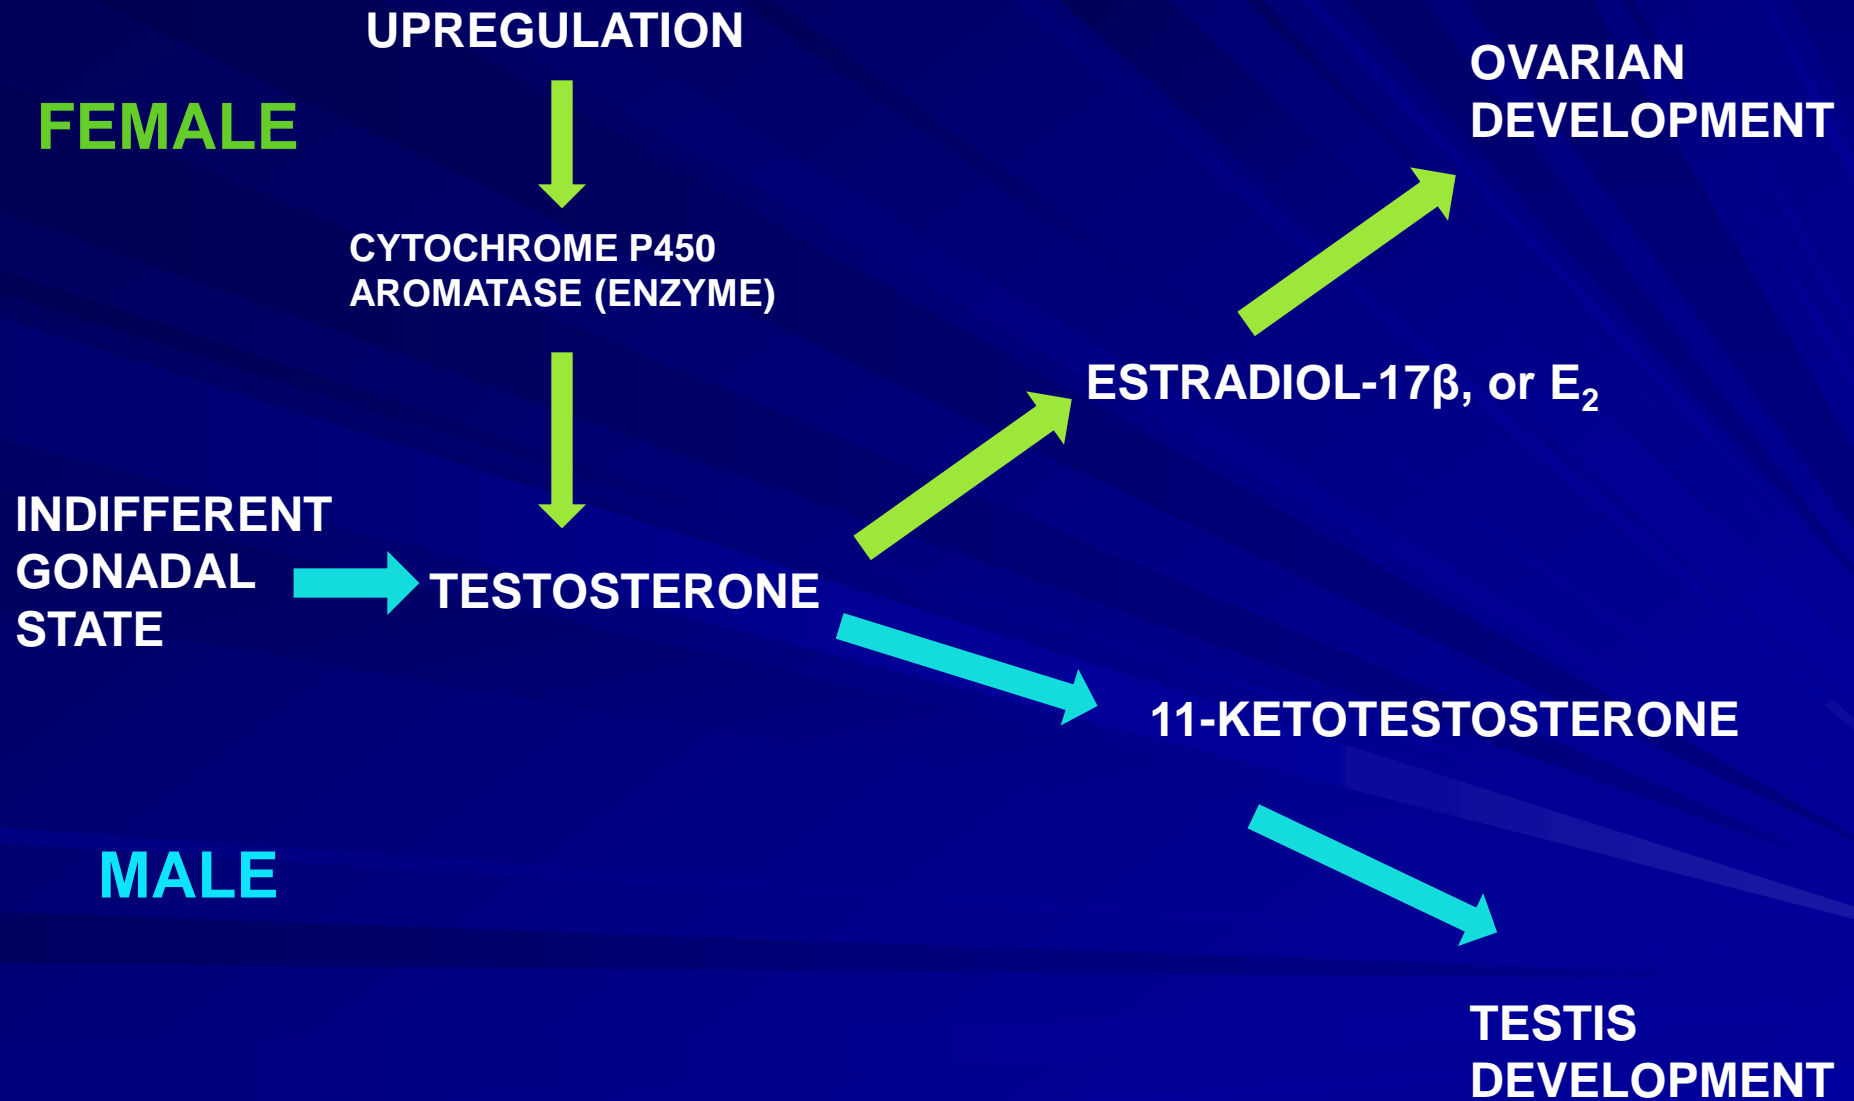 UPREGULATION
FEMALE
OVARIAN
DEVELOPMENT
CYTOCHROME P450
AROMATASE (ENZYME)
ESTRADIOL-17β, or E₂
INDIFFERENT
GONADAL
STATE
TESTOSTERONE
11-KETOTESTOSTERONE
MALE
TESTIS
DEVELOPMENT